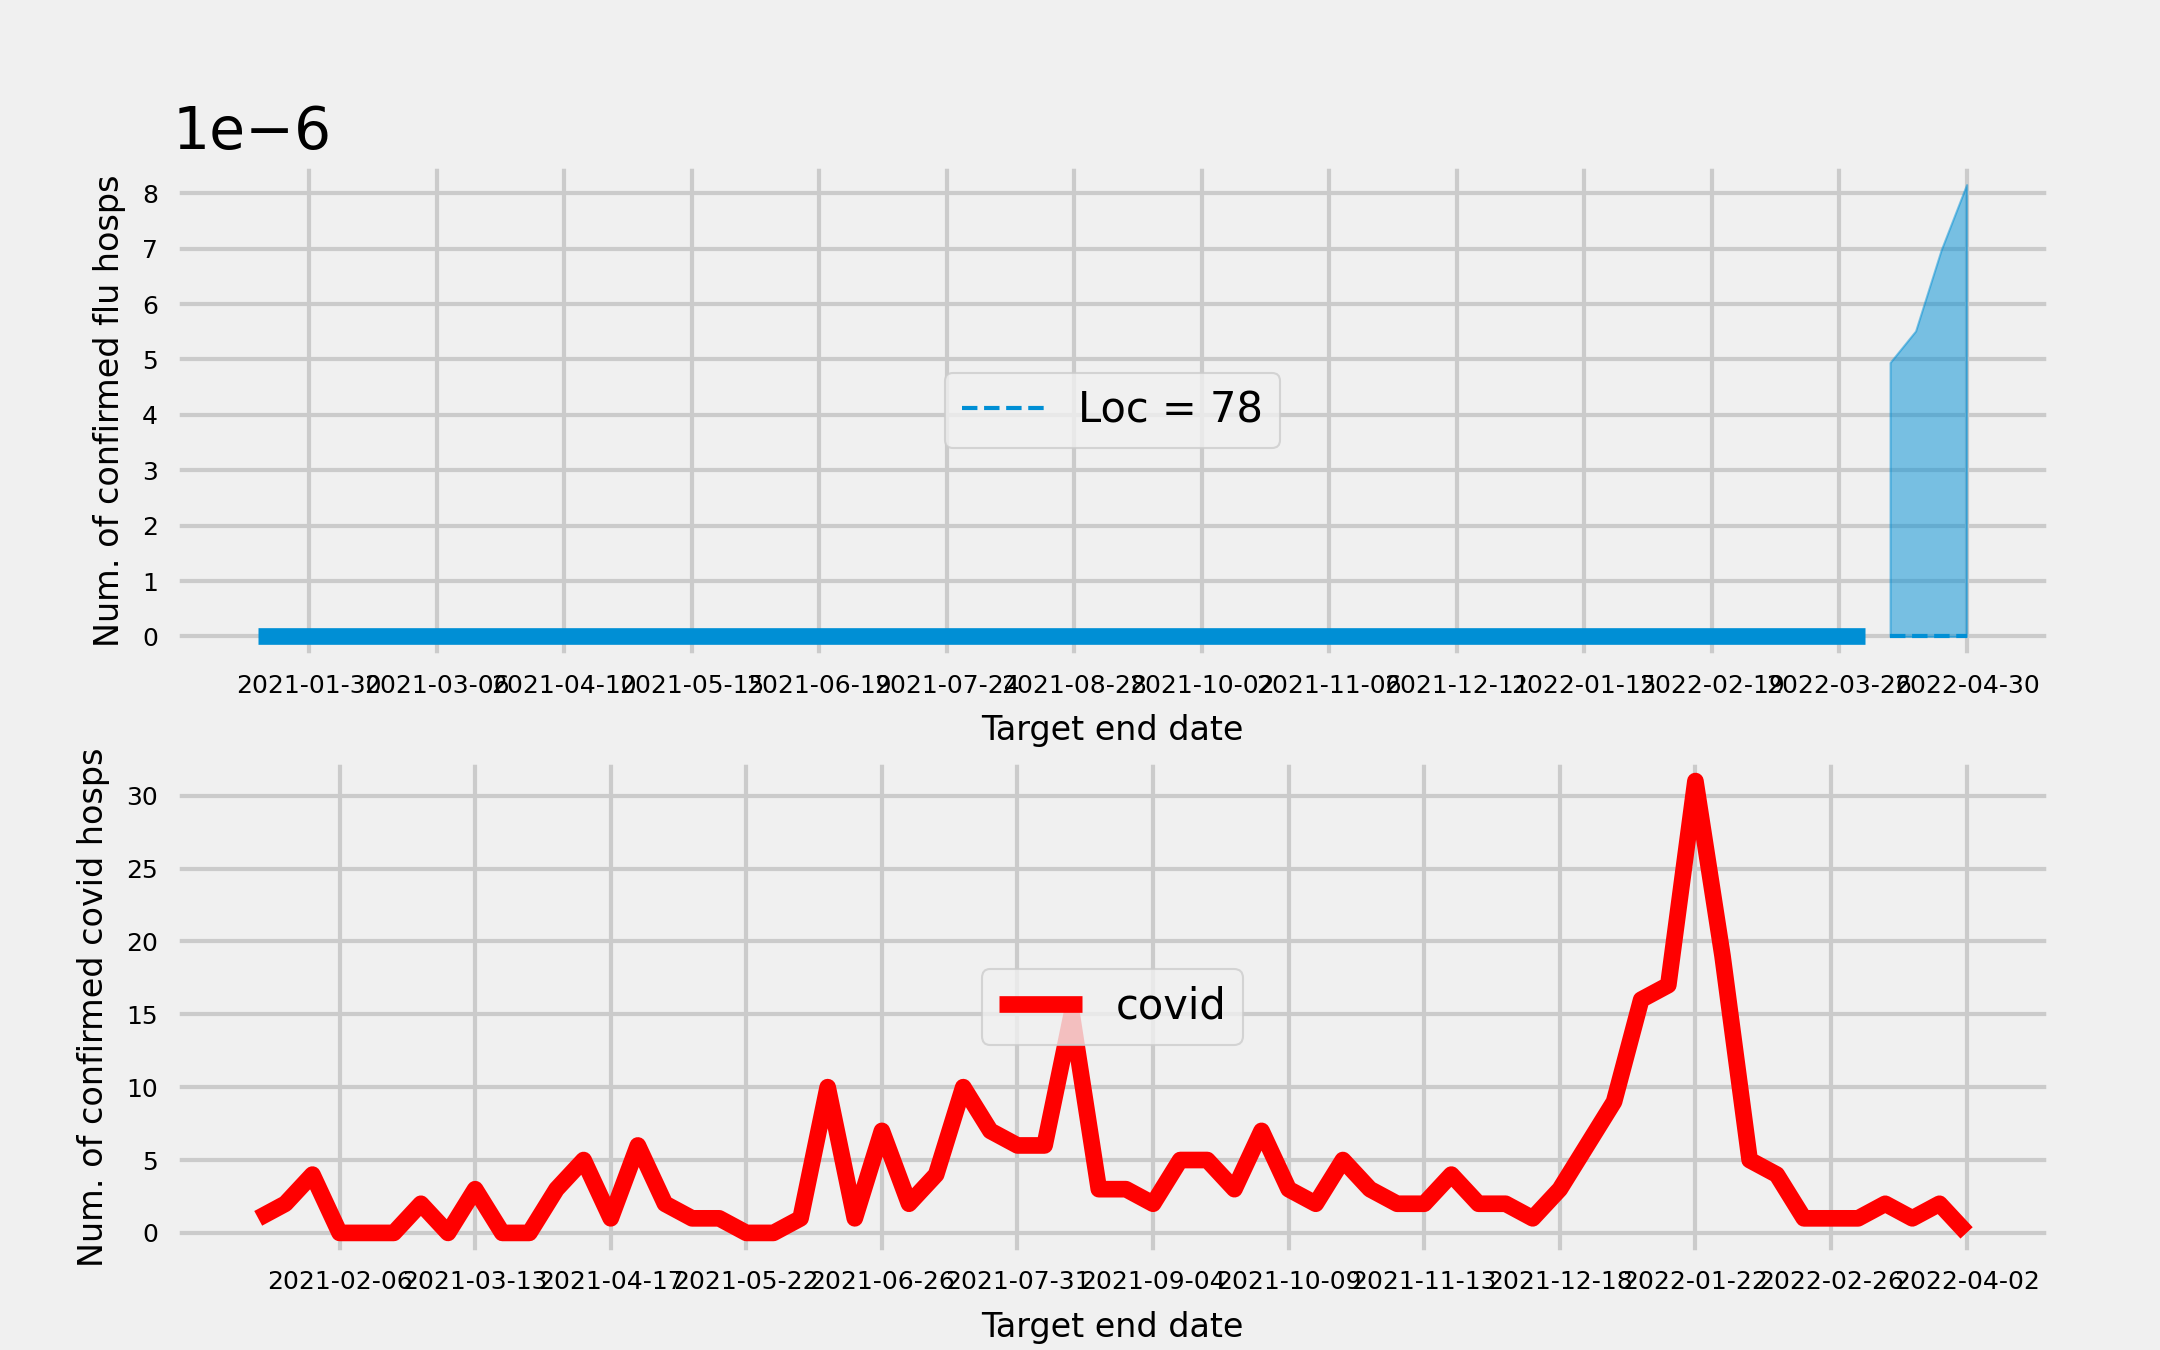 1e−6
Num. of confirmed flu hosps
8
7
6
5
4
3
2
1
0
Loc = 78
2021-01-30 2021-03-06 2021-04-10 2021-05-15 2021-06-19 2021-07-24 2021-08-28 2021-10-02 2021-11-06 2021-12-11 2022-01-15 2022-02-19 2022-03-26 2022-04-30
Target end date
Num. of confirmed covid hosps
30
25
20
15
10
5
0
covid
2021-02-06 2021-03-13 2021-04-17 2021-05-22 2021-06-26 2021-07-31 2021-09-04 2021-10-09 2021-11-13 2021-12-18 2022-01-22 2022-02-26 2022-04-02
Target end date